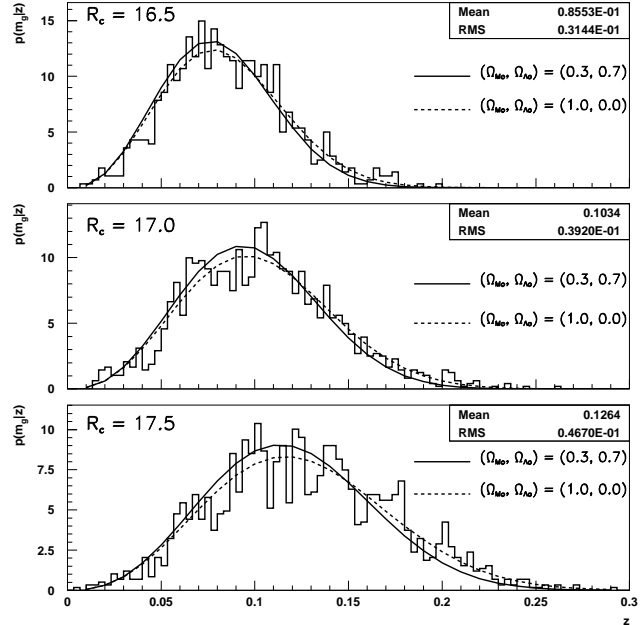 R_c = 16.5
Mean 0.8553E-01
RMS 0.3144E-01
(Ω_Mo, Ω_Λo) = (0.3, 0.7)
(Ω_Mo, Ω_Λo) = (1.0, 0.0)
p(m_g|z)
15
10
5
0
R_c = 17.0
Mean 0.1034
RMS 0.3920E-01
(Ω_Mo, Ω_Λo) = (0.3, 0.7)
(Ω_Mo, Ω_Λo) = (1.0, 0.0)
p(m_g|z)
10
5
0
R_c = 17.5
Mean 0.1264
RMS 0.4670E-01
(Ω_Mo, Ω_Λo) = (0.3, 0.7)
(Ω_Mo, Ω_Λo) = (1.0, 0.0)
p(m_g|z)
10
7.5
5
2.5
0
0 0.05 0.1 0.15 0.2 0.25 0.3
z